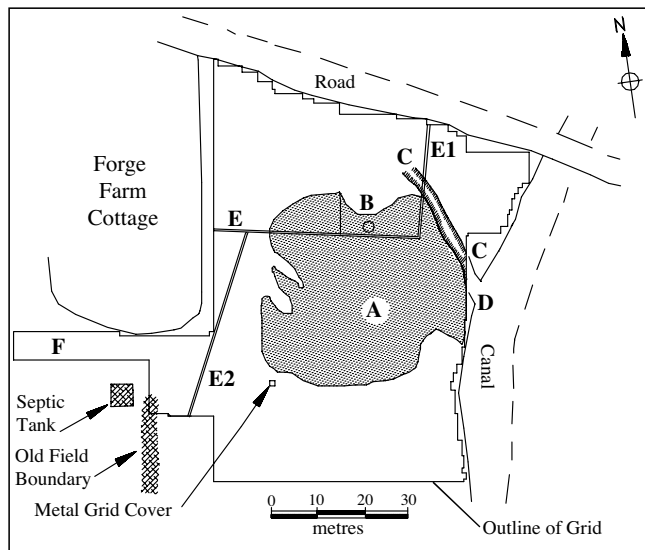 N
Road
E1
C
Forge
Farm
Cottage
B
E
C
D
A
F
E2
Canal
Septic
Tank
Old Field
Boundary
Metal Grid Cover
0 10 20 30
metres
Outline of Grid